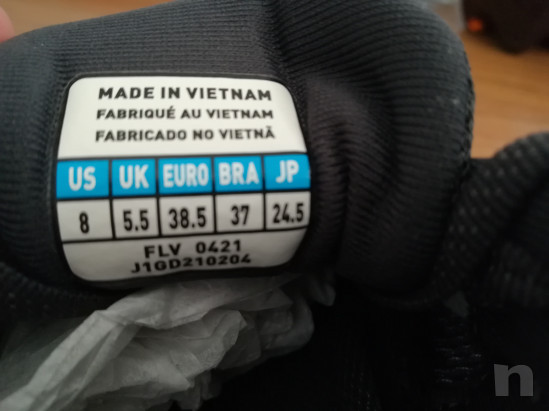 MADE IN VIETNAM
FABRIQUÉ AU VIETNAM
FABRICADO NO VIETNÃ
US UK EURO BRA JP
8 5.5 38.5 37 24.5
FLV 0421
J1GD210204
n